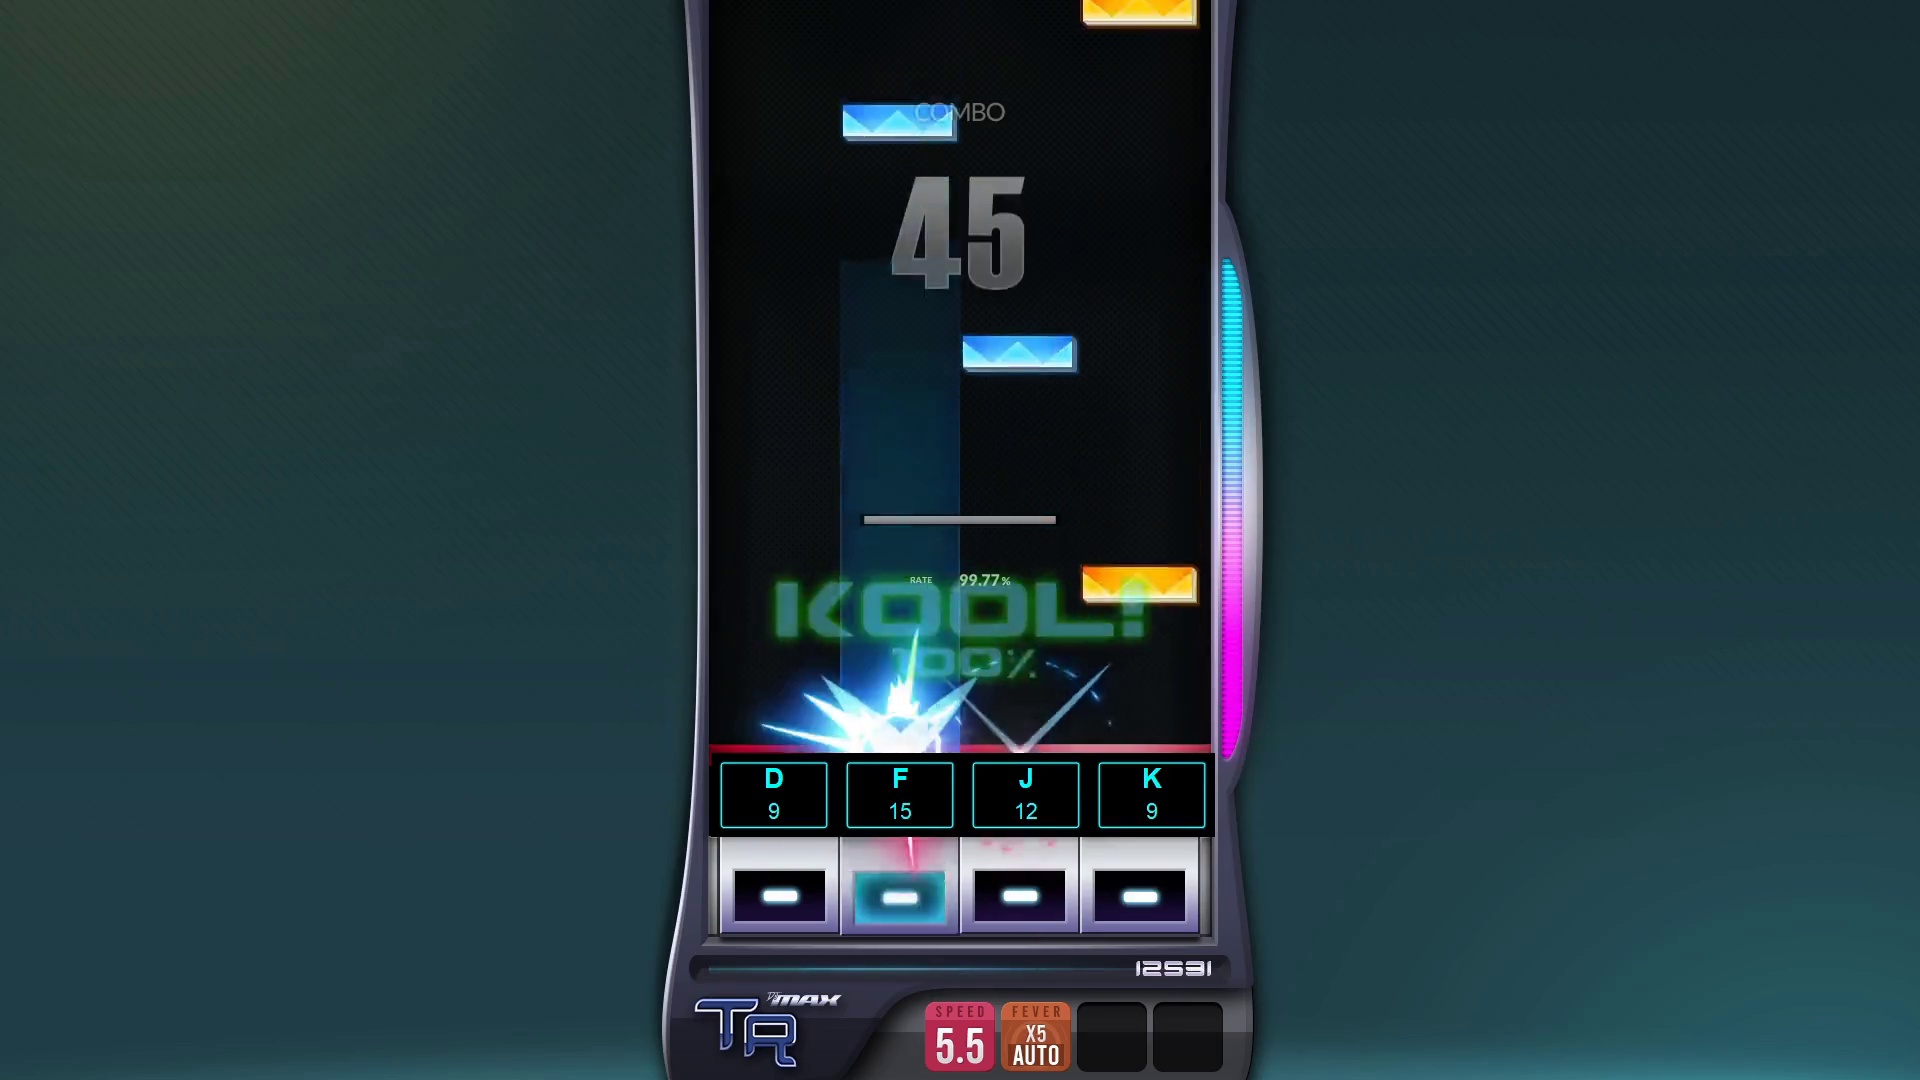 COMBO
45
RATE 99.77%
KOOL!
100%
D F J K
9 15 12 9
12531
MAX
TR
SPEED FEVER
5.5 X5
AUTO